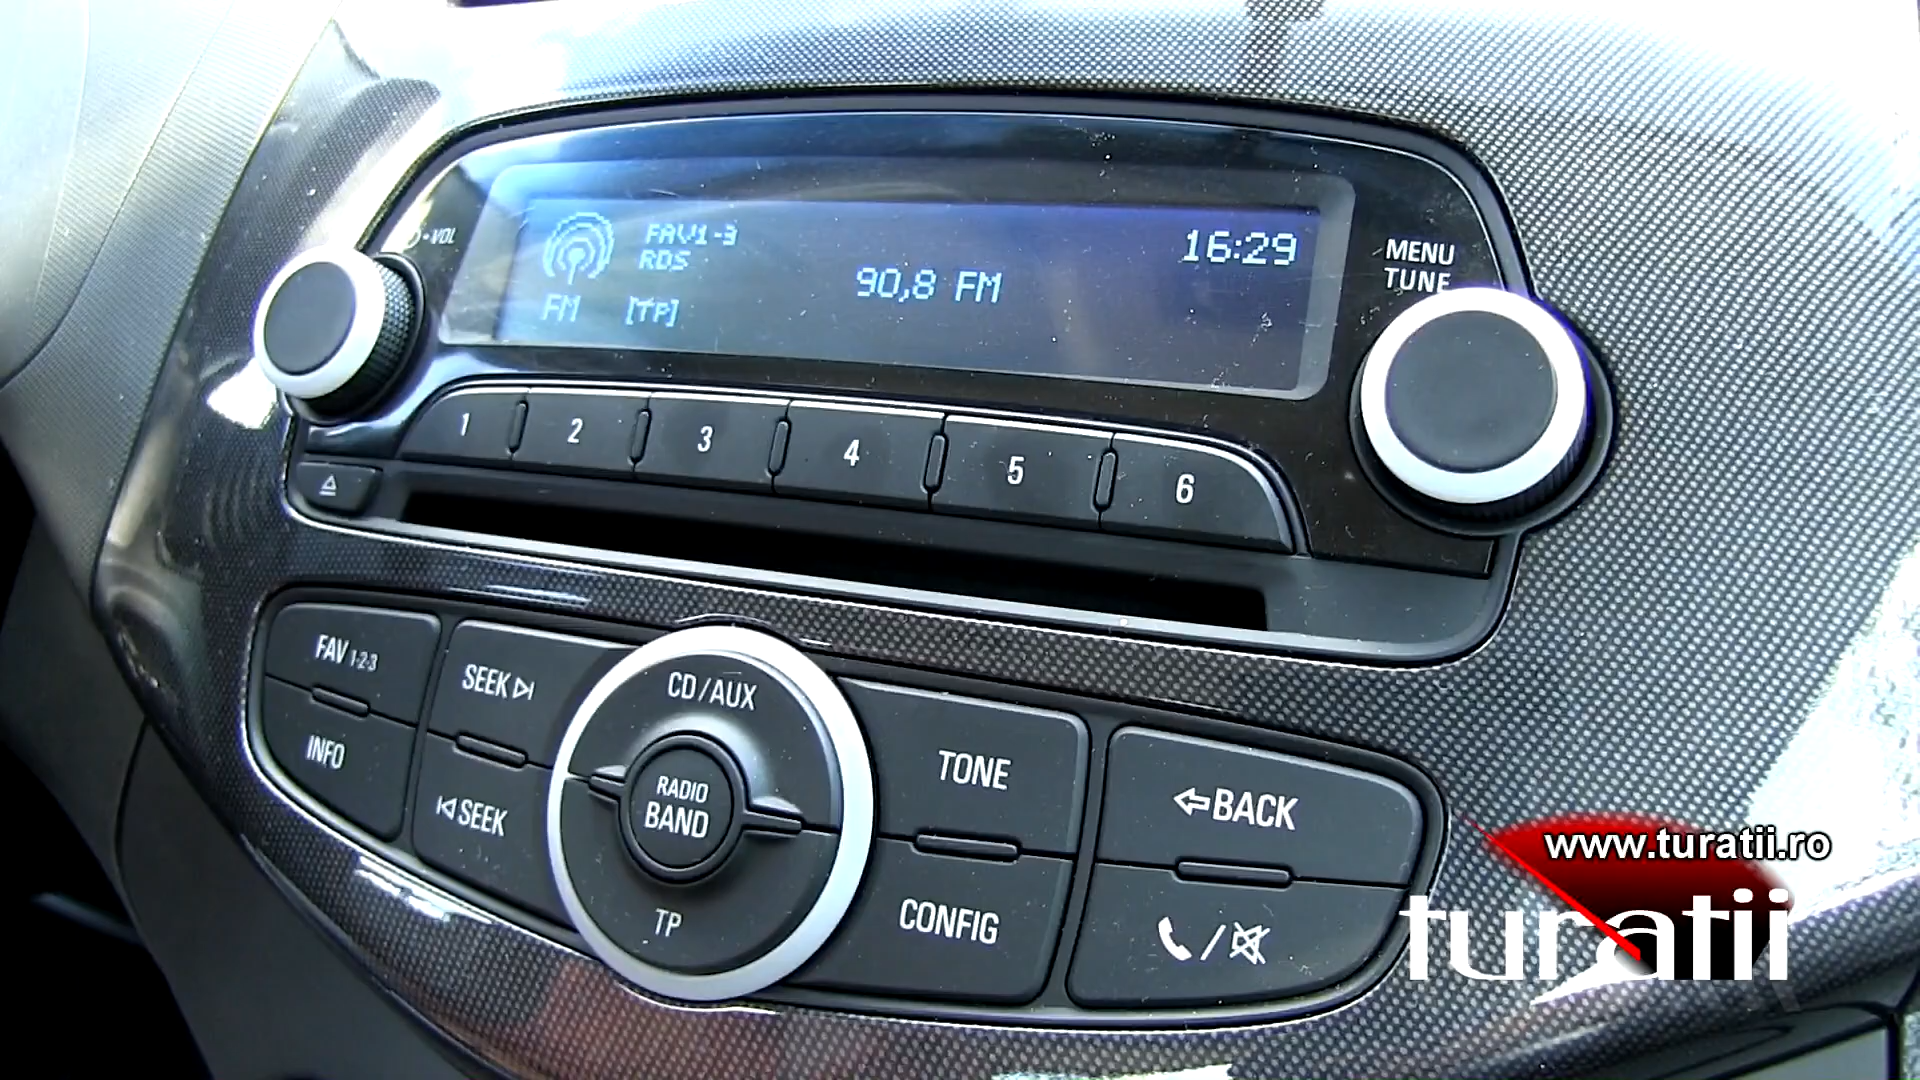 VOL
FAV1-3
RDS
FM [TP]
90,8 FM
16:29
MENU
TUNE
1 2 3 4 5 6
FAV 1-2-3
INFO
SEEK
SEEK
CD/AUX
RADIO
BAND
TP
TONE
CONFIG
BACK
www.turatii.ro
turatii